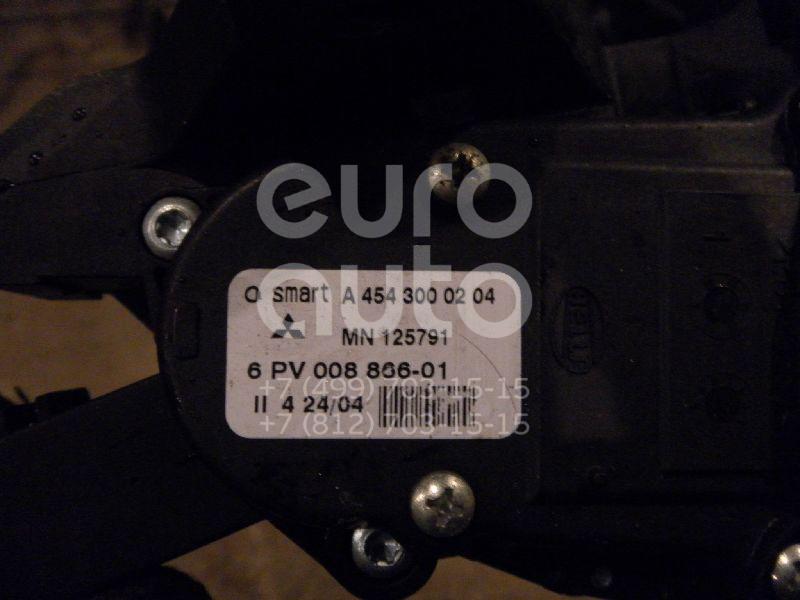 euro
auto
smart A 454 300 02 04
MN 125791
6 PV 008 866-01
II 4 24/04
+7 (499) 703-15-15
+7 (812) 703-15-15
HELLA